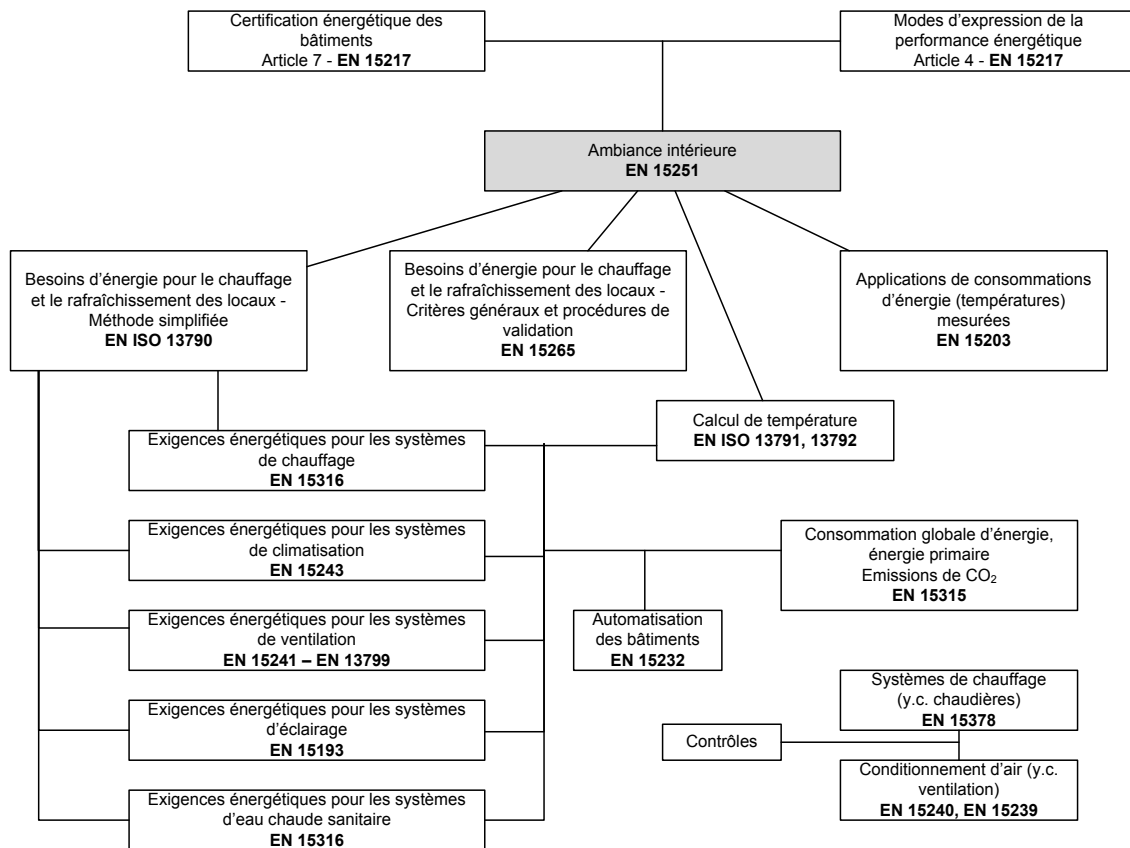 Certification énergétique des
bâtiments
Article 7 - EN 15217
Modes d'expression de la
performance énergétique
Article 4 - EN 15217
Ambiance intérieure
EN 15251
Besoins d'énergie pour le chauffage
et le rafraîchissement des locaux -
Méthode simplifiée
EN ISO 13790
Besoins d'énergie pour le chauffage
et le rafraîchissement des locaux -
Critères généraux et procédures de
validation
EN 15265
Applications de consommations
d'énergie (températures)
mesurées
EN 15203
Calcul de température
EN ISO 13791, 13792
Exigences énergétiques pour les systèmes
de chauffage
EN 15316
Exigences énergétiques pour les systèmes
de climatisation
EN 15243
Consommation globale d'énergie,
énergie primaire
Emissions de CO₂
EN 15315
Exigences énergétiques pour les systèmes
de ventilation
EN 15241 – EN 13799
Automatisation
des bâtiments
EN 15232
Systèmes de chauffage
(y.c. chaudières)
EN 15378
Exigences énergétiques pour les systèmes
d'éclairage
EN 15193
Contrôles
Conditionnement d'air (y.c.
ventilation)
EN 15240, EN 15239
Exigences énergétiques pour les systèmes
d'eau chaude sanitaire
EN 15316